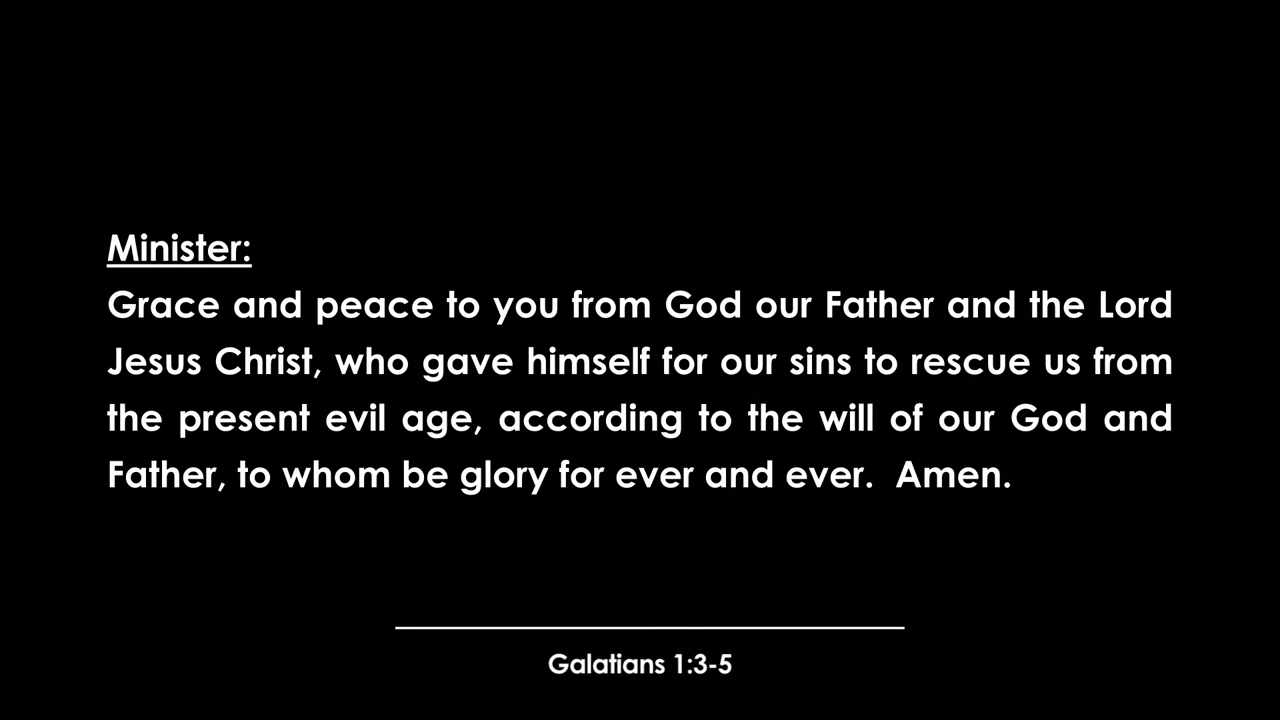 Minister:
Grace and peace to you from God our Father and the Lord
Jesus Christ, who gave himself for our sins to rescue us from
the present evil age, according to the will of our God and
Father, to whom be glory for ever and ever.  Amen.
Galatians 1:3-5